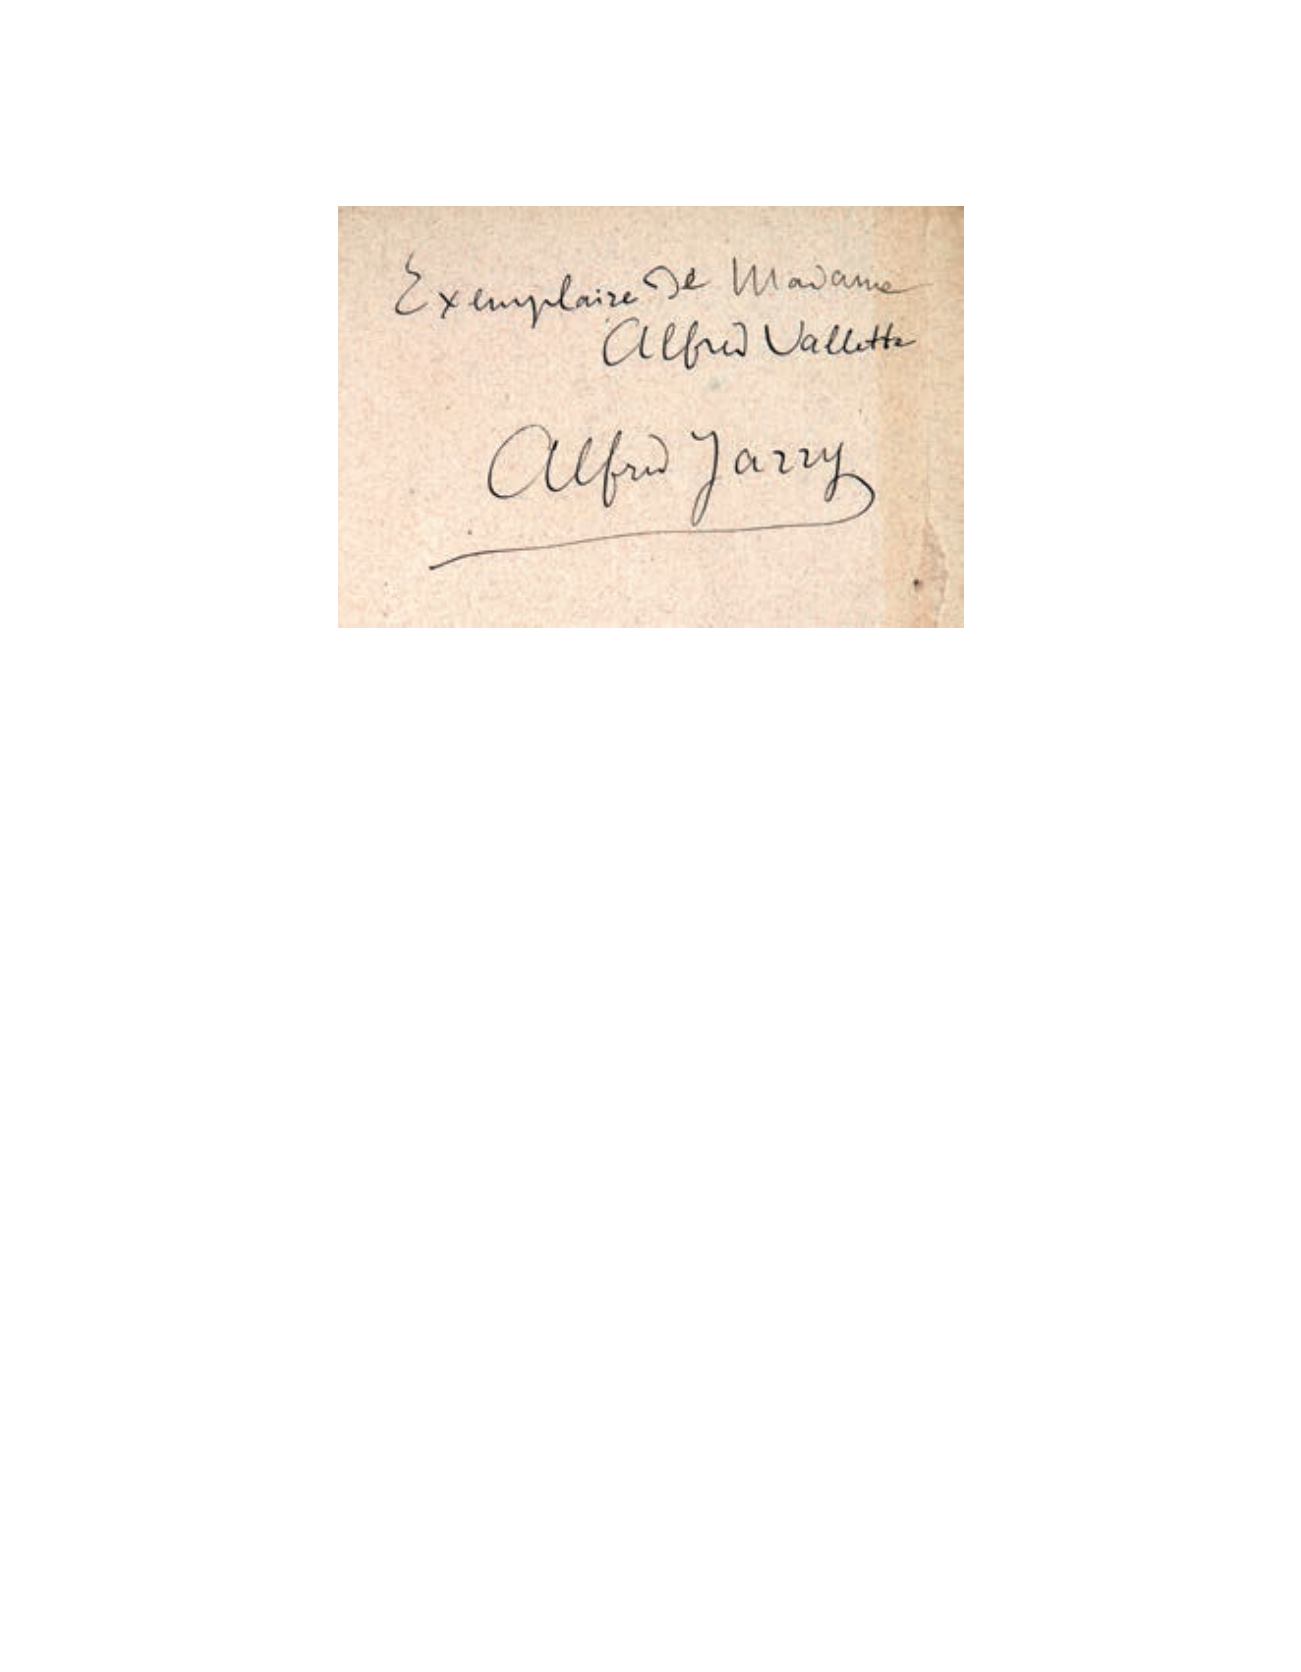 Exemplaire de Madame
Alfred Vallette
Alfred Jarry